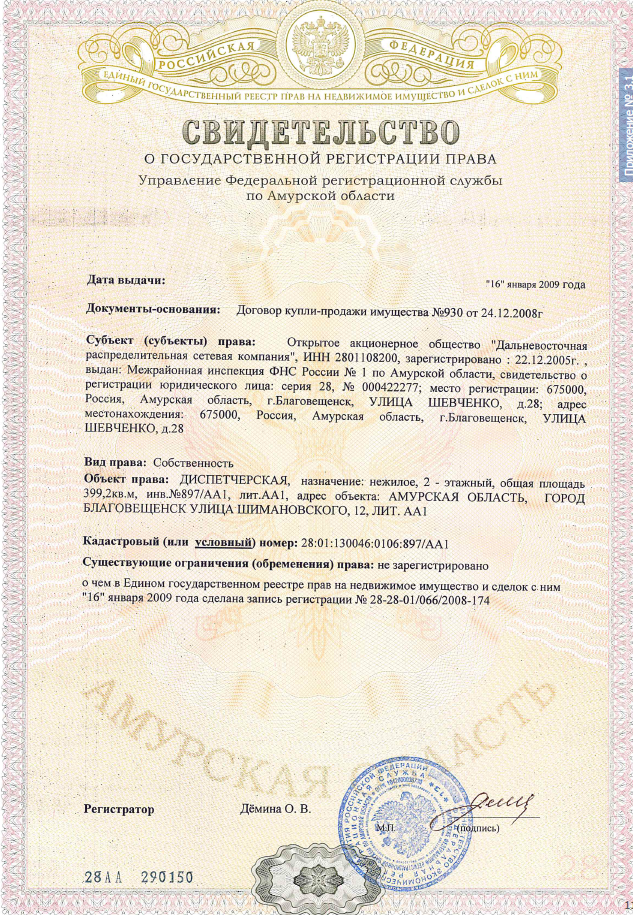 РОССИЙСКАЯ ФЕДЕРАЦИЯ
ЕДИНЫЙ ГОСУДАРСТВЕННЫЙ РЕЕСТР ПРАВ НА НЕДВИЖИМОЕ ИМУЩЕСТВО И СДЕЛОК С НИМ
Приложение № 3.1
СВИДЕТЕЛЬСТВО
О ГОСУДАРСТВЕННОЙ РЕГИСТРАЦИИ ПРАВА
Управление Федеральной регистрационной службы
по Амурской области
Дата выдачи: "16" января 2009 года
Документы-основания: Договор купли-продажи имущества №930 от 24.12.2008г
Субъект (субъекты) права: Открытое акционерное общество "Дальневосточная
распределительная сетевая компания", ИНН 2801108200, зарегистрировано : 22.12.2005г. ,
выдан: Межрайонная инспекция ФНС России № 1 по Амурской области, свидетельство о
регистрации юридического лица: серия 28, № 000422277; место регистрации: 675000,
Россия, Амурская область, г.Благовещенск, УЛИЦА ШЕВЧЕНКО, д.28; адрес
местонахождения: 675000, Россия, Амурская область, г.Благовещенск, УЛИЦА
ШЕВЧЕНКО, д.28
Вид права: Собственность
Объект права: ДИСПЕТЧЕРСКАЯ, назначение: нежилое, 2 - этажный, общая площадь
399,2кв.м, инв.№897/АА1, лит.АА1, адрес объекта: АМУРСКАЯ ОБЛАСТЬ, ГОРОД
БЛАГОВЕЩЕНСК УЛИЦА ШИМАНОВСКОГО, 12, ЛИТ. АА1
Кадастровый (или условный) номер: 28:01:130046:0106:897/АА1
Существующие ограничения (обременения) права: не зарегистрировано
о чем в Едином государственном реестре прав на недвижимое имущество и сделок с ним
"16" января 2009 года сделана запись регистрации № 28-28-01/066/2008-174
АМУРСКАЯ ОБЛАСТЬ
Регистратор Дёмина О. В.
М.П. (подпись)
28АА 290150
28